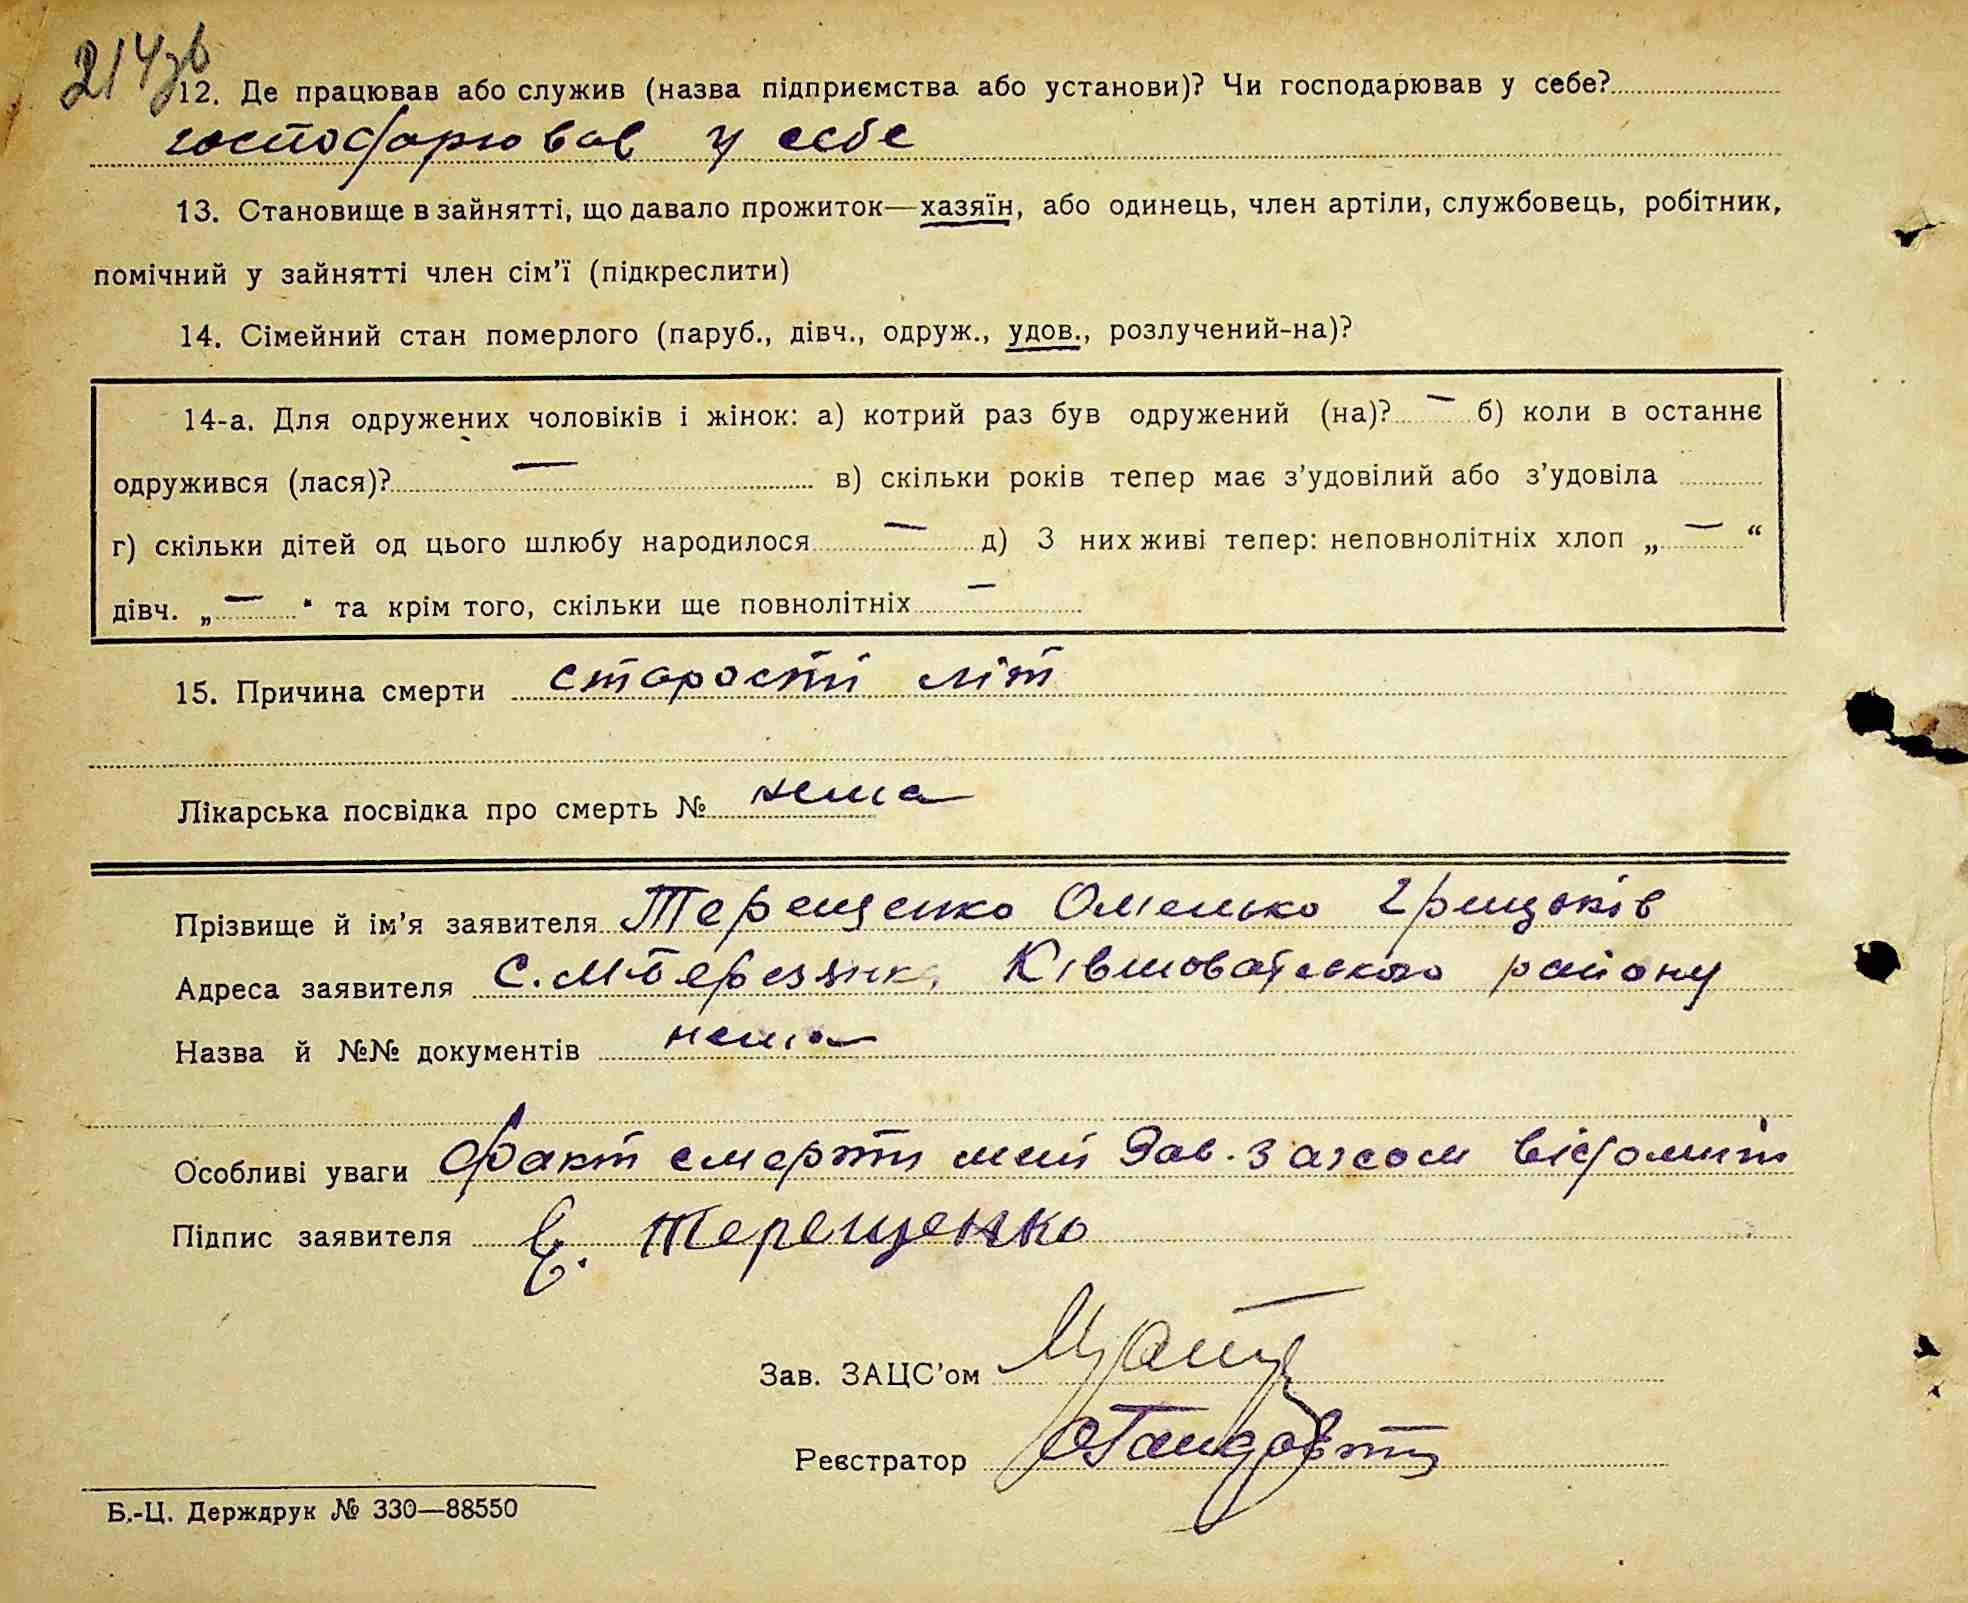 214зв
12. Де працював або служив (назва підприємства або установи)? Чи господарював у себе?
господарював у себе
13. Становище в зайнятті, що давало прожиток—хазяїн, або одинець, член артіли, службовець, робітник,
помічний у зайнятті член сім’ї (підкреслити)
14. Сімейний стан померлого (паруб., дівч., одруж., удов., розлучений-на)?
14-а. Для одружених чоловіків і жінок: а) котрий раз був одружений (на)? — б) коли в останнє
одружився (лася)? — в) скільки років тепер має з’удовілий або з’удовіла
г) скільки дітей од цього шлюбу народилося — д) З них живі тепер: неповнолітніх хлоп „ — “
дівч. „ — “ та крім того, скільки ще повнолітніх —
15. Причина смерти старости літ
Лікарська посвідка про смерть № нема
Прізвище й ім’я заявителя Терещенко Омелько Грицьків
Адреса заявителя с. М Березянка, Ківшоватського району
Назва й №№ документів нема
Особливі уваги Факт смерти мені Зав. загсом відомий
Підпис заявителя Є. Терещенко
Зав. ЗАЦС’ом
Реєстратор
Б.-Ц. Держдрук № 330—88550